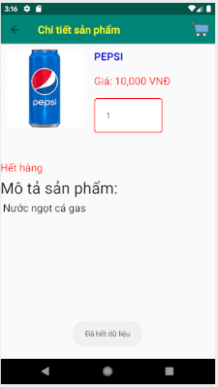 3:16
Chi tiết sản phẩm
pepsi
PEPSI
Giá: 10,000 VNĐ
1
Hết hàng
Mô tả sản phẩm:
Nước ngọt cá gas
Đã hết dữ liệu